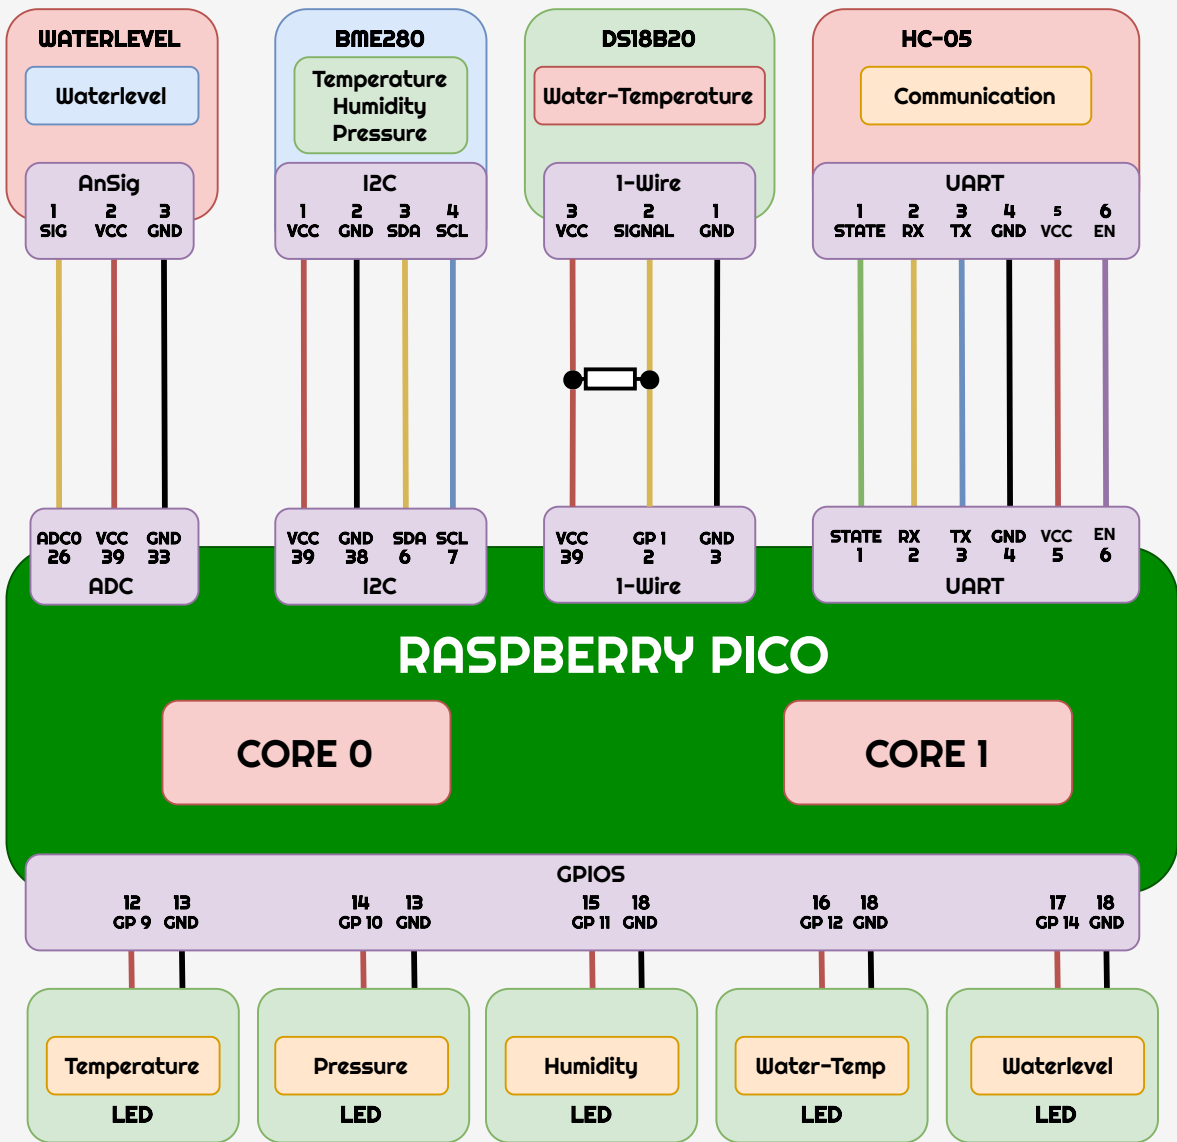 WATERLEVEL
Waterlevel
AnSig
1 2 3
SIG VCC GND
BME280
Temperature
Humidity
Pressure
I2C
1 2 3 4
VCC GND SDA SCL
DS18B20
Water-Temperature
1-Wire
3 2 1
VCC SIGNAL GND
HC-05
Communication
UART
1 2 3 4 5 6
STATE RX TX GND VCC EN
ADC0 VCC GND
26 39 33
ADC
VCC GND SDA SCL
39 38 6 7
I2C
VCC GP 1 GND
39 2 3
1-Wire
STATE RX TX GND VCC EN
1 2 3 4 5 6
UART
RASPBERRY PICO
CORE 0
CORE 1
GPIOS
12 13 14 13 15 18 16 18 17 18
GP 9 GND GP 10 GND GP 11 GND GP 12 GND GP 14 GND
Temperature
LED
Pressure
LED
Humidity
LED
Water-Temp
LED
Waterlevel
LED